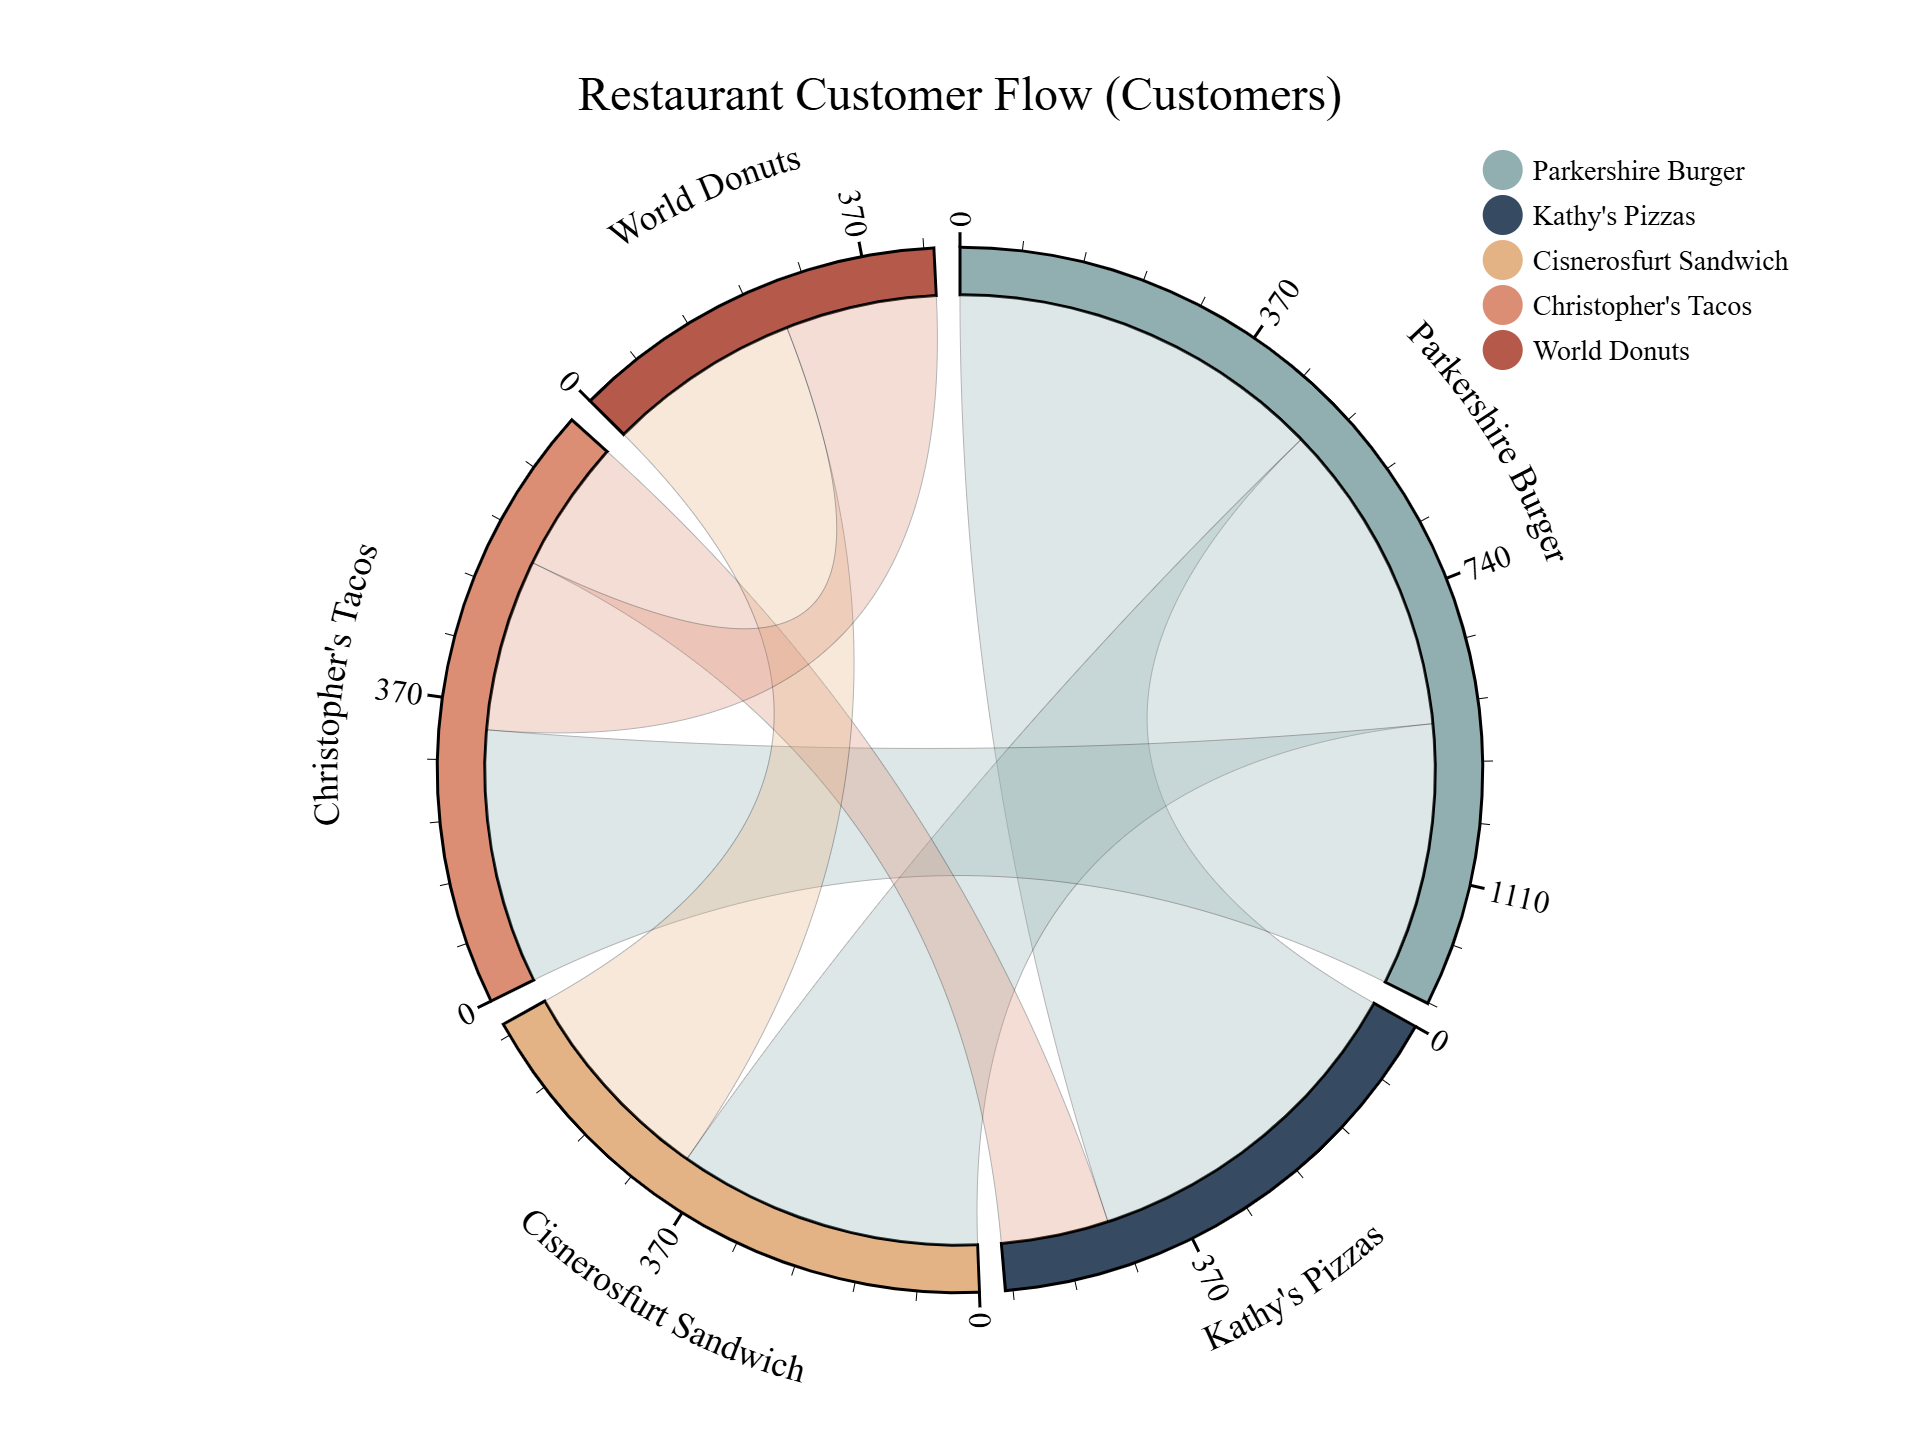 Restaurant Customer Flow (Customers)
Parkershire Burger
Kathy's Pizzas
Cisnerosfurt Sandwich
Christopher's Tacos
World Donuts
0
370
740
1110
Parkershire Burger
0
370
Kathy's Pizzas
0
370
Cisnerosfurt Sandwich
0
370
Christopher's Tacos
0
370
World Donuts